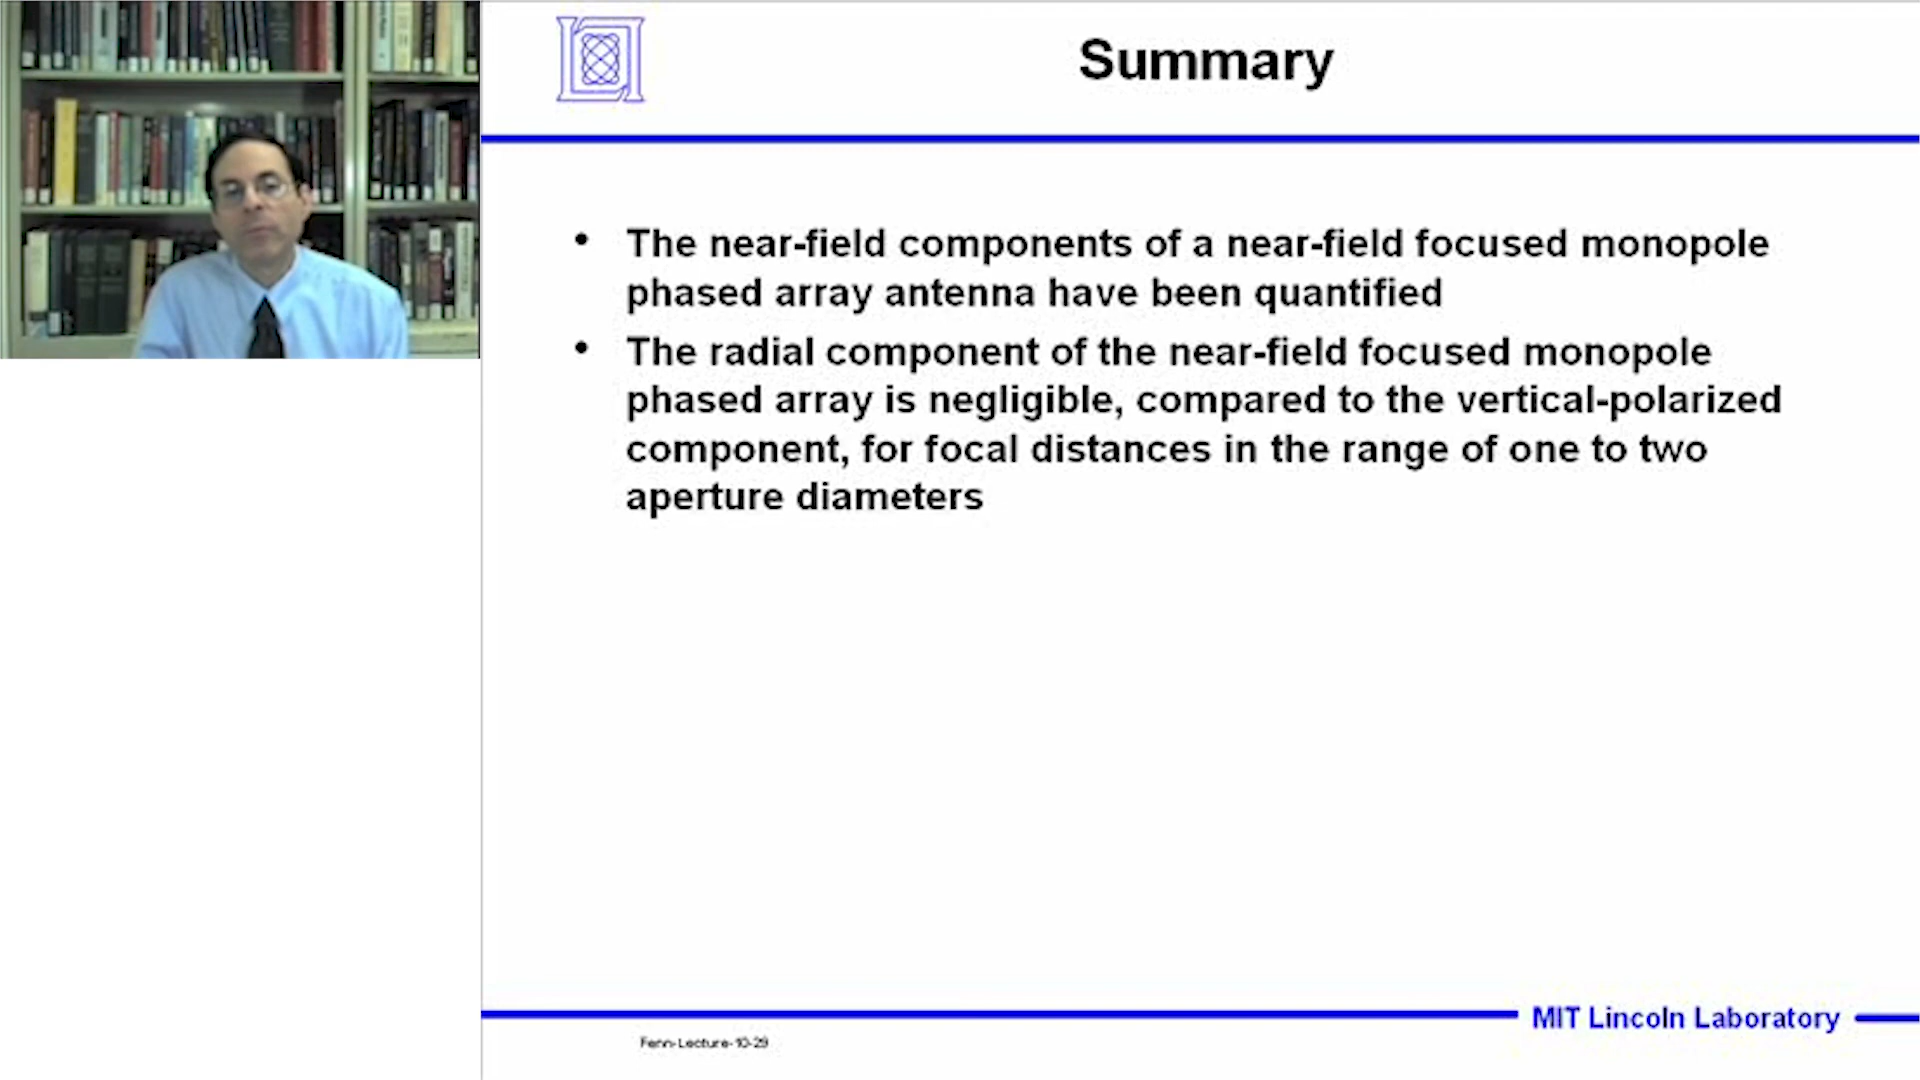 Summary
• The near-field components of a near-field focused monopole
phased array antenna have been quantified
• The radial component of the near-field focused monopole
phased array is negligible, compared to the vertical-polarized
component, for focal distances in the range of one to two
aperture diameters
MIT Lincoln Laboratory
Fenn-Lecture-10-29